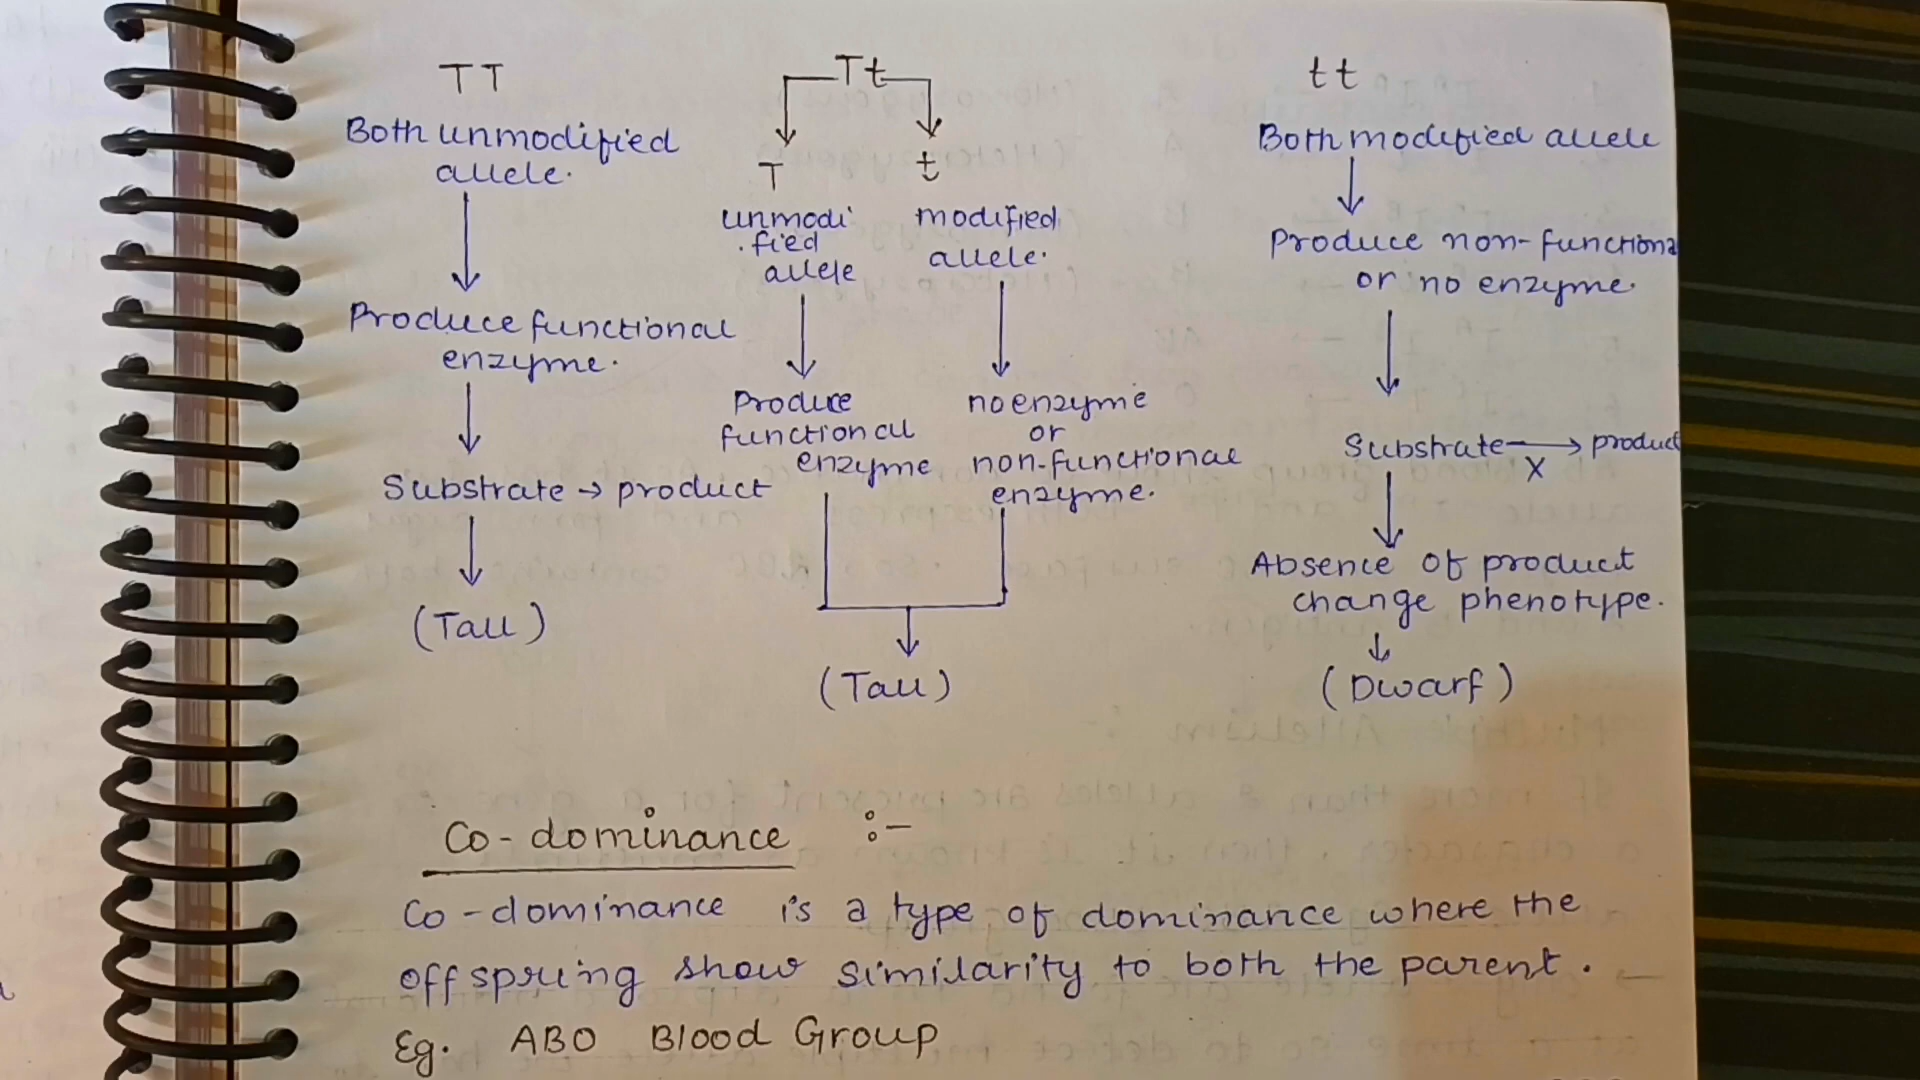 TT
Both unmodified
allele.
Produce functional
enzyme.
Substrate → product
(Tall)
Tt
T
unmodi
.fied
allele
Produce
functional
enzyme
t
modified
allele.
no enzyme
or
non-functional
enzyme.
(Tall)
tt
Both modified allele
Produce non-functiona
or no enzyme.
Substrate → product
X
Absence of product
change phenotype.
(Dwarf)
Co-dominance :-
Co-dominance is a type of dominance where the
offspring show similarity to both the parent.
Eg. ABO Blood Group